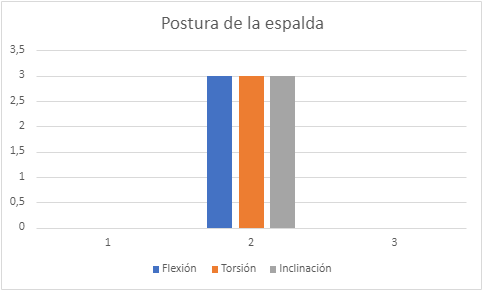 Postura de la espalda
3,5
3
2,5
2
1,5
1
0,5
0
1 2 3
Flexión Torsión Inclinación